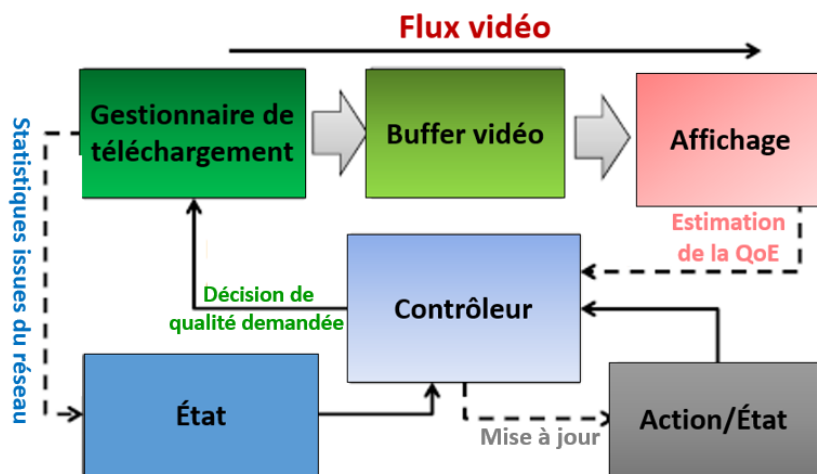 Flux vidéo
Gestionnaire de
téléchargement
Buffer vidéo
Affichage
Statistiques issues du réseau
Estimation
de la QoE
Décision de
qualité demandée
Contrôleur
État
Mise à jour
Action/État